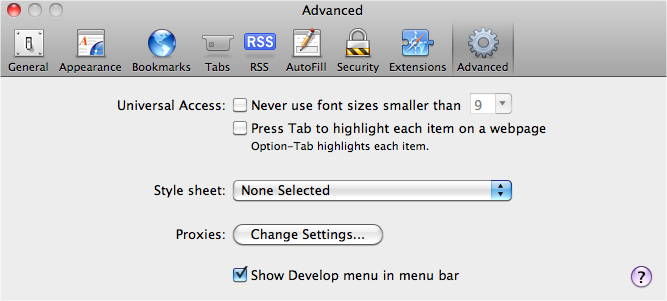 Advanced
RSS
General Appearance Bookmarks Tabs RSS AutoFill Security Extensions Advanced
Universal Access: Never use font sizes smaller than 9
Press Tab to highlight each item on a webpage
Option-Tab highlights each item.
Style sheet: None Selected
Proxies: Change Settings...
Show Develop menu in menu bar
?